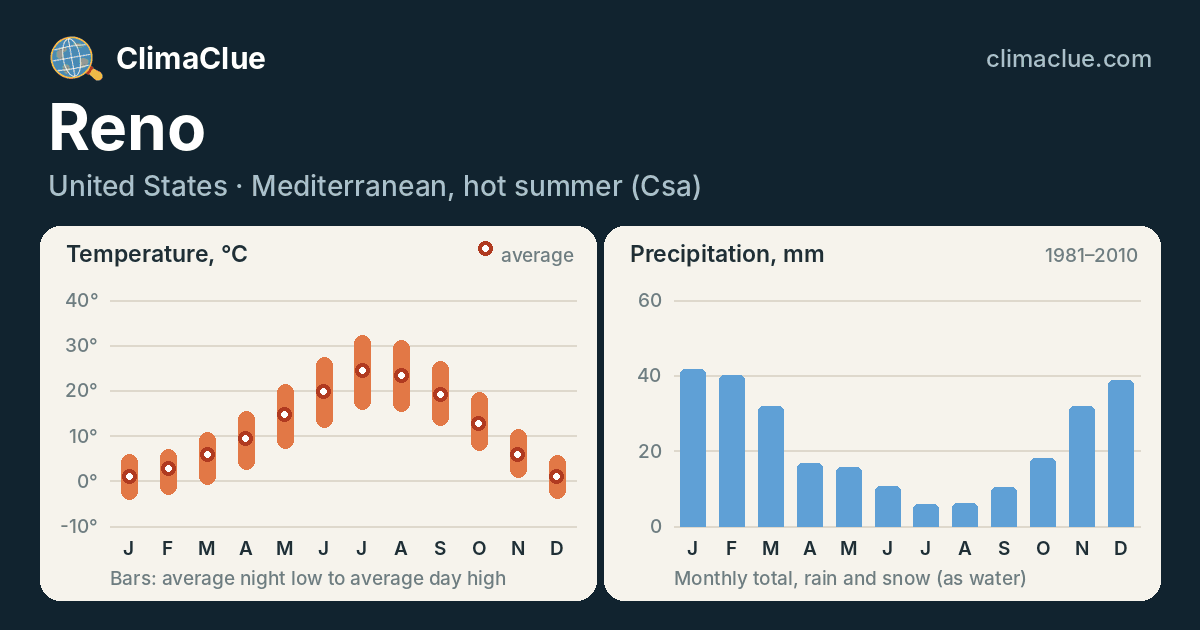 ClimaClue
climaclue.com
Reno
United States · Mediterranean, hot summer (Csa)
Temperature, °C
average
40°
30°
20°
10°
0°
-10°
J F M A M J J A S O N D
Bars: average night low to average day high
Precipitation, mm
1981–2010
60
40
20
0
J F M A M J J A S O N D
Monthly total, rain and snow (as water)